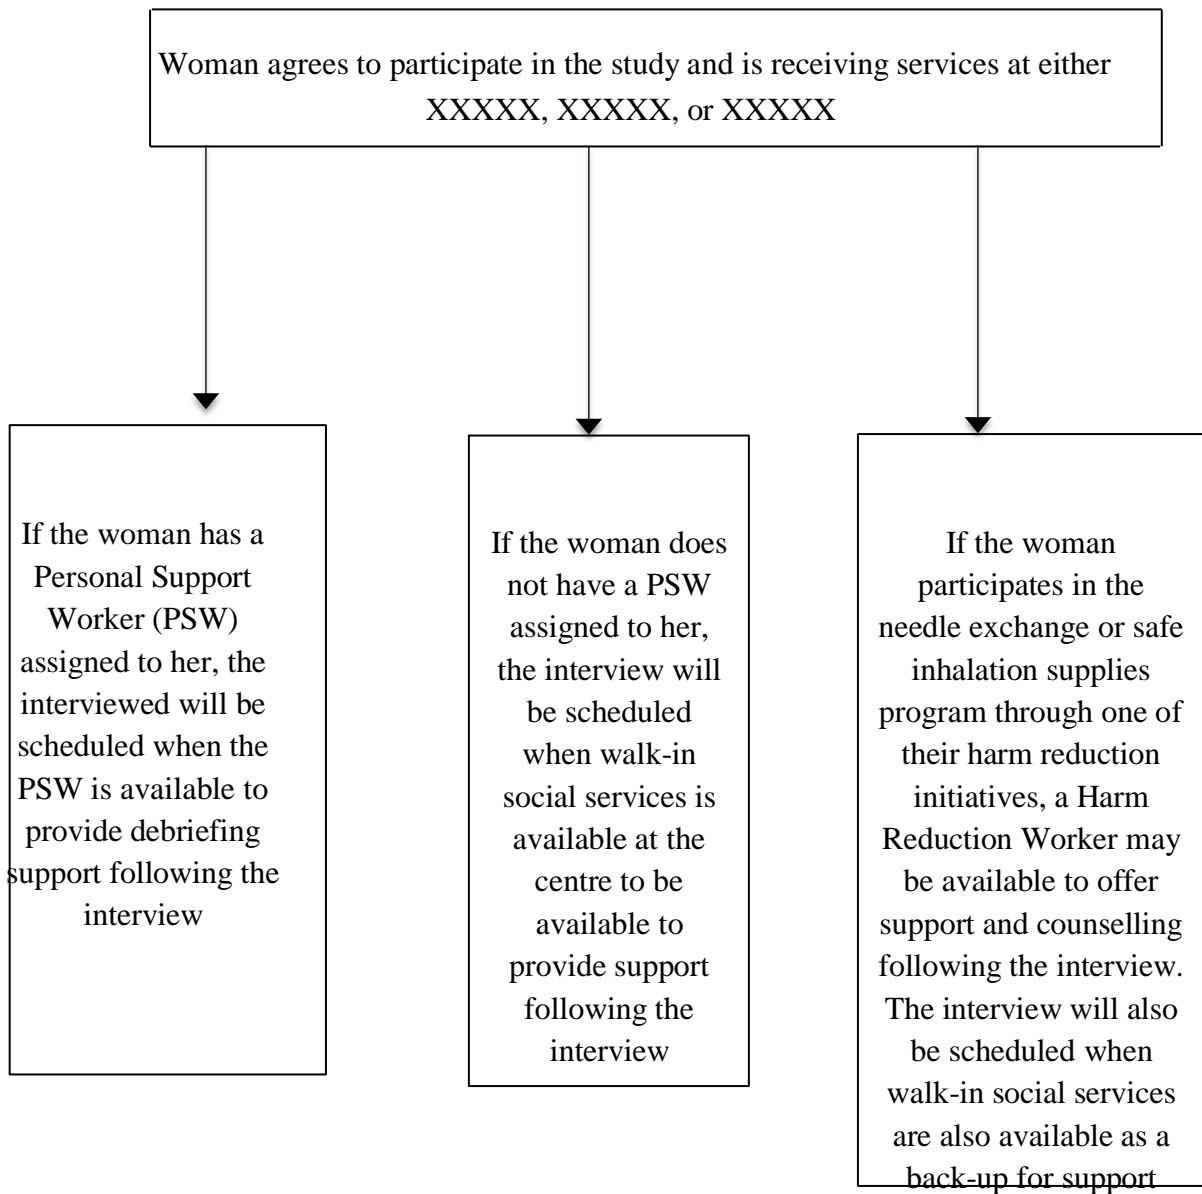 Woman agrees to participate in the study and is receiving services at either
XXXXX, XXXXX, or XXXXX
If the woman has a
Personal Support
Worker (PSW)
assigned to her, the
interviewed will be
scheduled when the
PSW is available to
provide debriefing
support following the
interview
If the woman does
not have a PSW
assigned to her,
the interview will
be scheduled
when walk-in
social services is
available at the
centre to be
available to
provide support
following the
interview
If the woman
participates in the
needle exchange or safe
inhalation supplies
program through one of
their harm reduction
initiatives, a Harm
Reduction Worker may
be available to offer
support and counselling
following the interview.
The interview will also
be scheduled when
walk-in social services
are also available as a
back-up for support